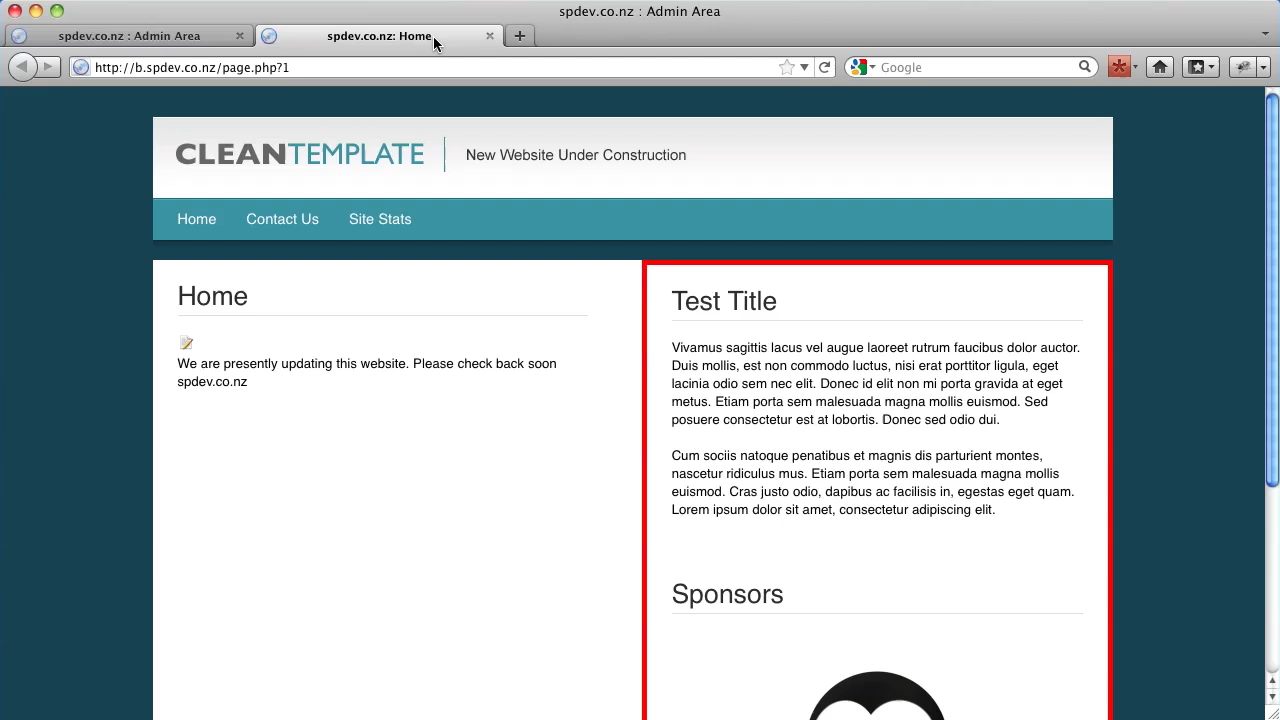 spdev.co.nz : Admin Area
spdev.co.nz : Admin Area
spdev.co.nz: Home
http://b.spdev.co.nz/page.php?1
Google
CLEANTEMPLATE
New Website Under Construction
Home
Contact Us
Site Stats
Home
We are presently updating this website. Please check back soon
spdev.co.nz
Test Title
Vivamus sagittis lacus vel augue laoreet rutrum faucibus dolor auctor.
Duis mollis, est non commodo luctus, nisi erat porttitor ligula, eget
lacinia odio sem nec elit. Donec id elit non mi porta gravida at eget
metus. Etiam porta sem malesuada magna mollis euismod. Sed
posuere consectetur est at lobortis. Donec sed odio dui.
Cum sociis natoque penatibus et magnis dis parturient montes,
nascetur ridiculus mus. Etiam porta sem malesuada magna mollis
euismod. Cras justo odio, dapibus ac facilisis in, egestas eget quam.
Lorem ipsum dolor sit amet, consectetur adipiscing elit.
Sponsors